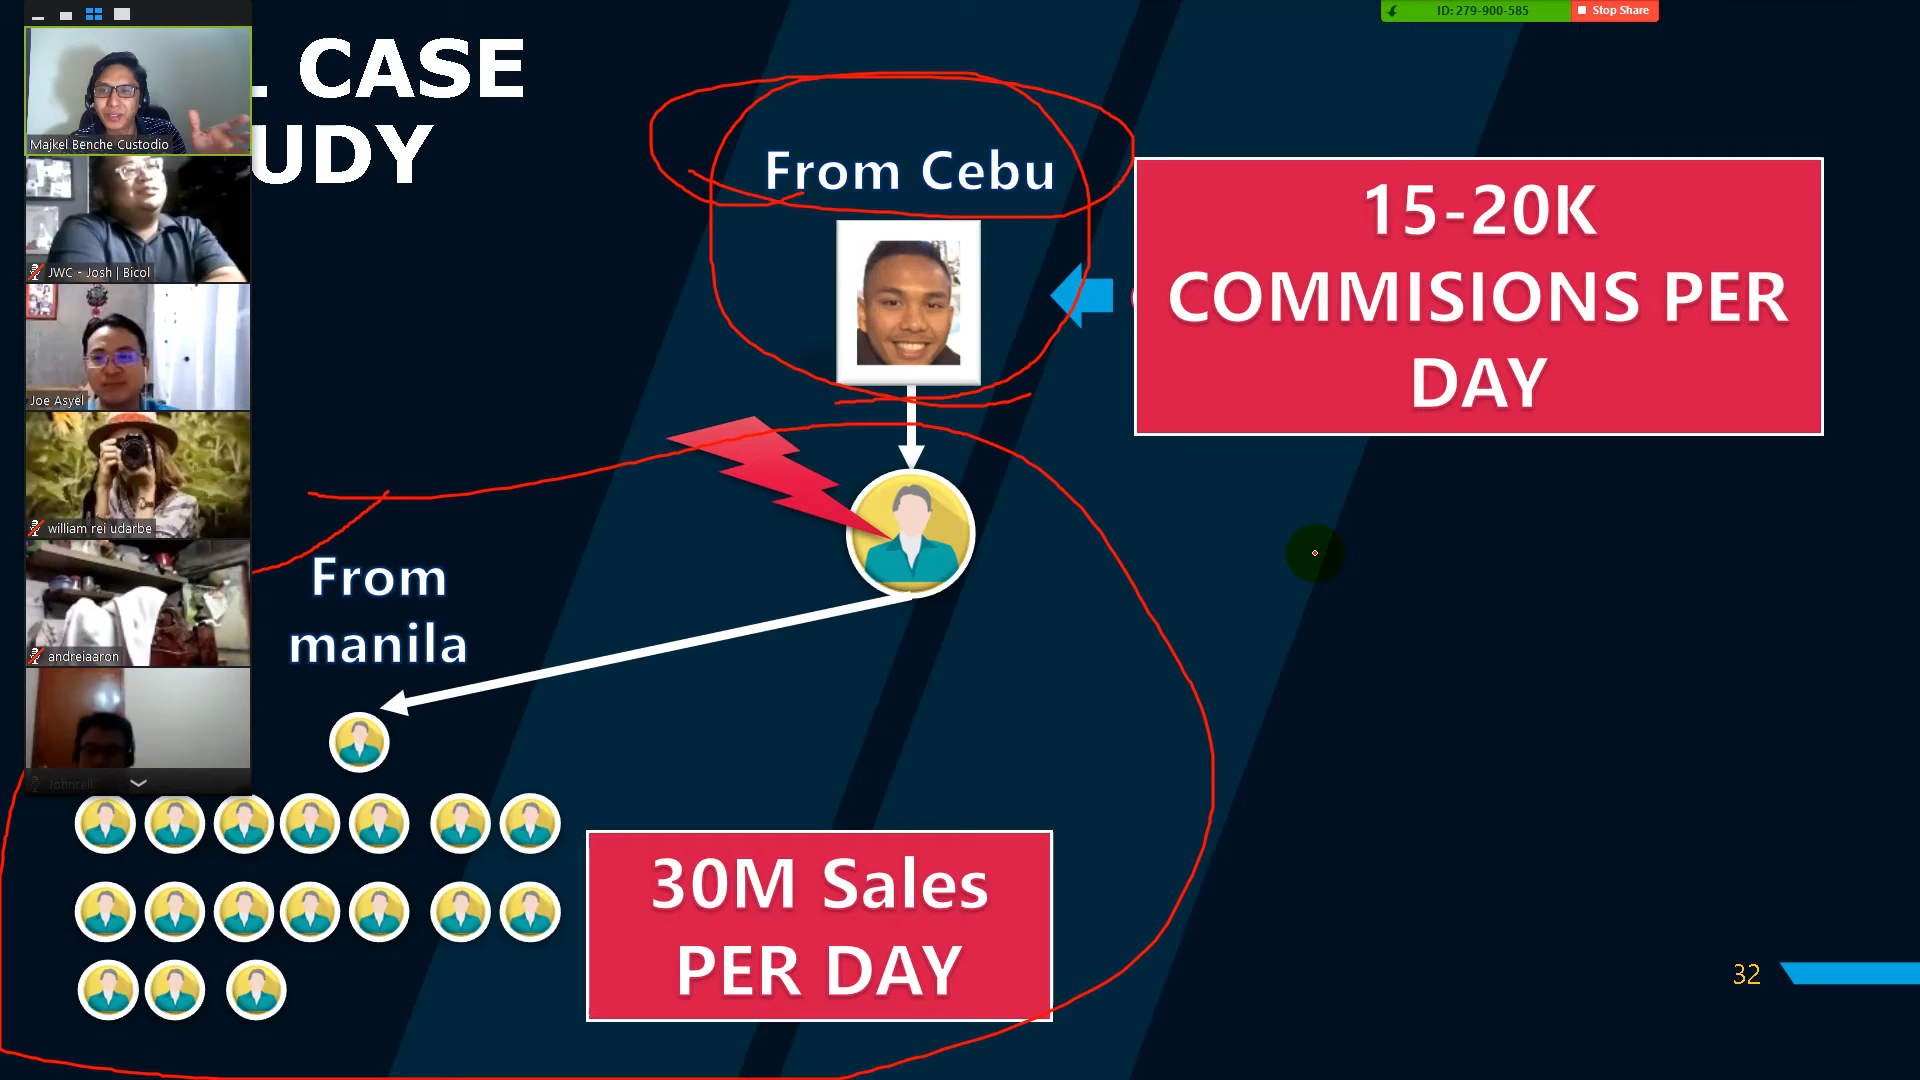 ID: 279-900-585
Stop Share
CASE
UDY
Majkel Benche Custodio
JWC - Josh | Bicol
Joe Asyel
william rei udarbe
andreiaaron
From Cebu
15-20K
COMMISIONS PER
DAY
From
manila
30M Sales
PER DAY
32